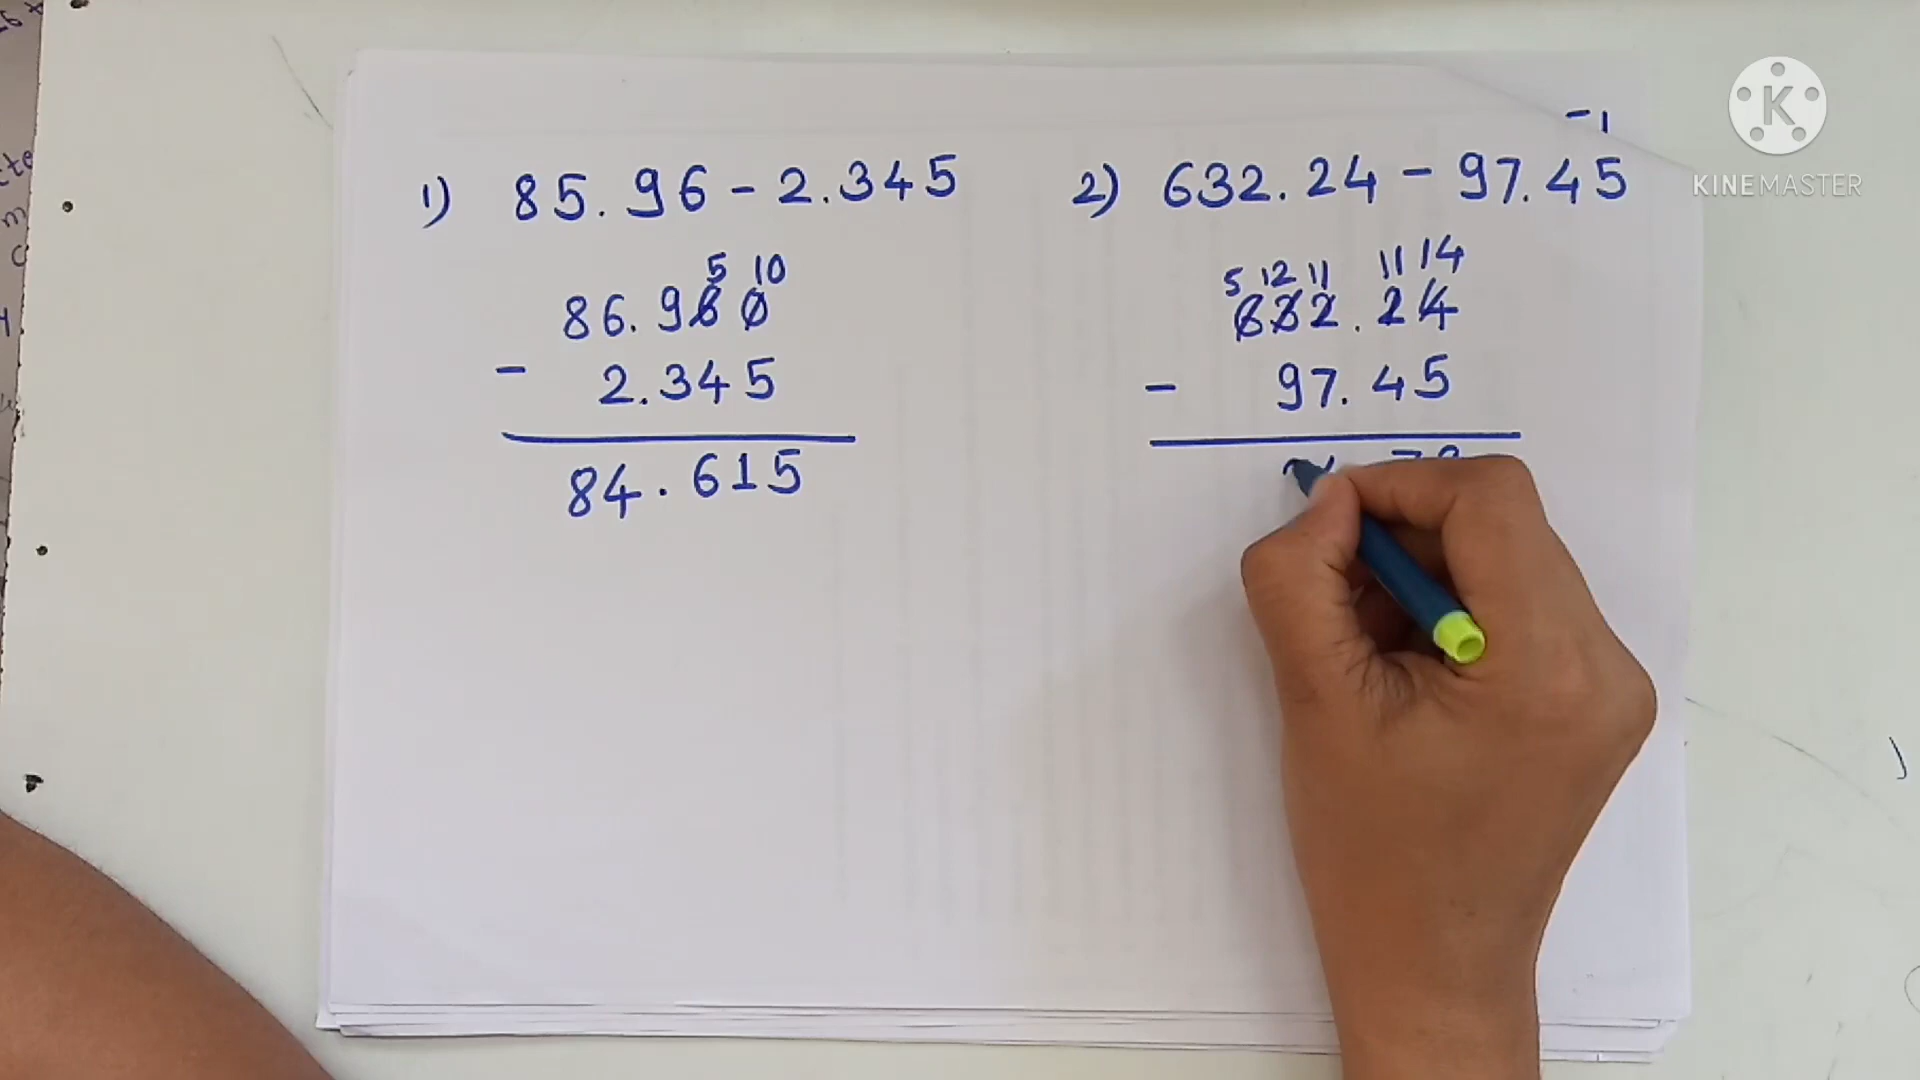 1) 85.96 - 2.345
5 10
86.960
- 2.345
84.615
-1
2) 632.24 - 97.45
5 12 11 11 14
632.24
- 97.45
KINEMASTER